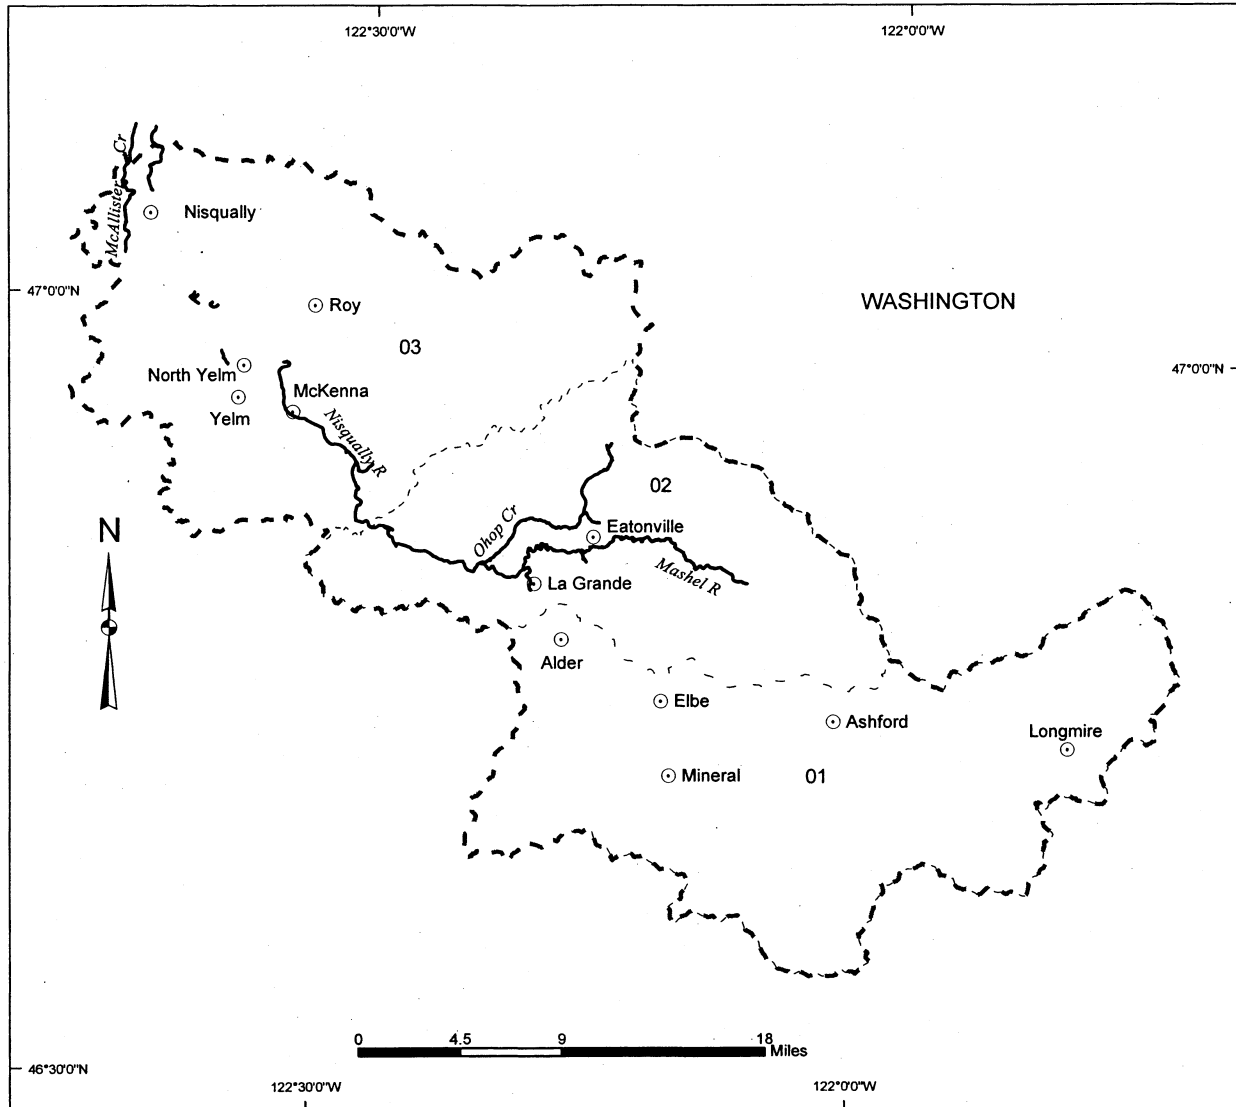 122°30'0"W
122°0'0"W
McAllister Cr
Nisqually
47°0'0"N
WASHINGTON
Roy
03
47°0'0"N
North Yelm
McKenna
Yelm
Nisqually R
02
Ohop Cr
Eatonville
N
Mashel R
La Grande
Alder
Elbe
Ashford
Longmire
Mineral
01
0 4.5 9 18
Miles
46°30'0"N
122°30'0"W
122°0'0"W